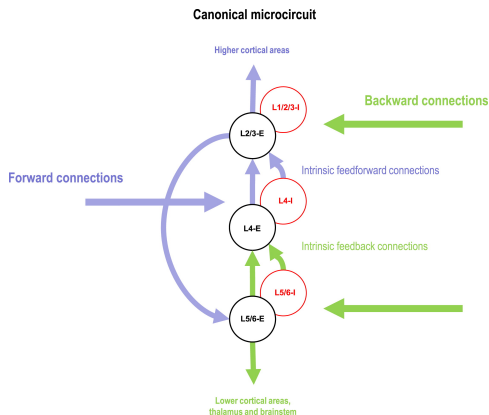 Canonical microcircuit
Higher cortical areas
L1/2/3-I
Backward connections
L2/3-E
Intrinsic feedforward connections
Forward connections
L4-I
L4-E
Intrinsic feedback connections
L5/6-I
L5/6-E
Lower cortical areas,
thalamus and brainstem